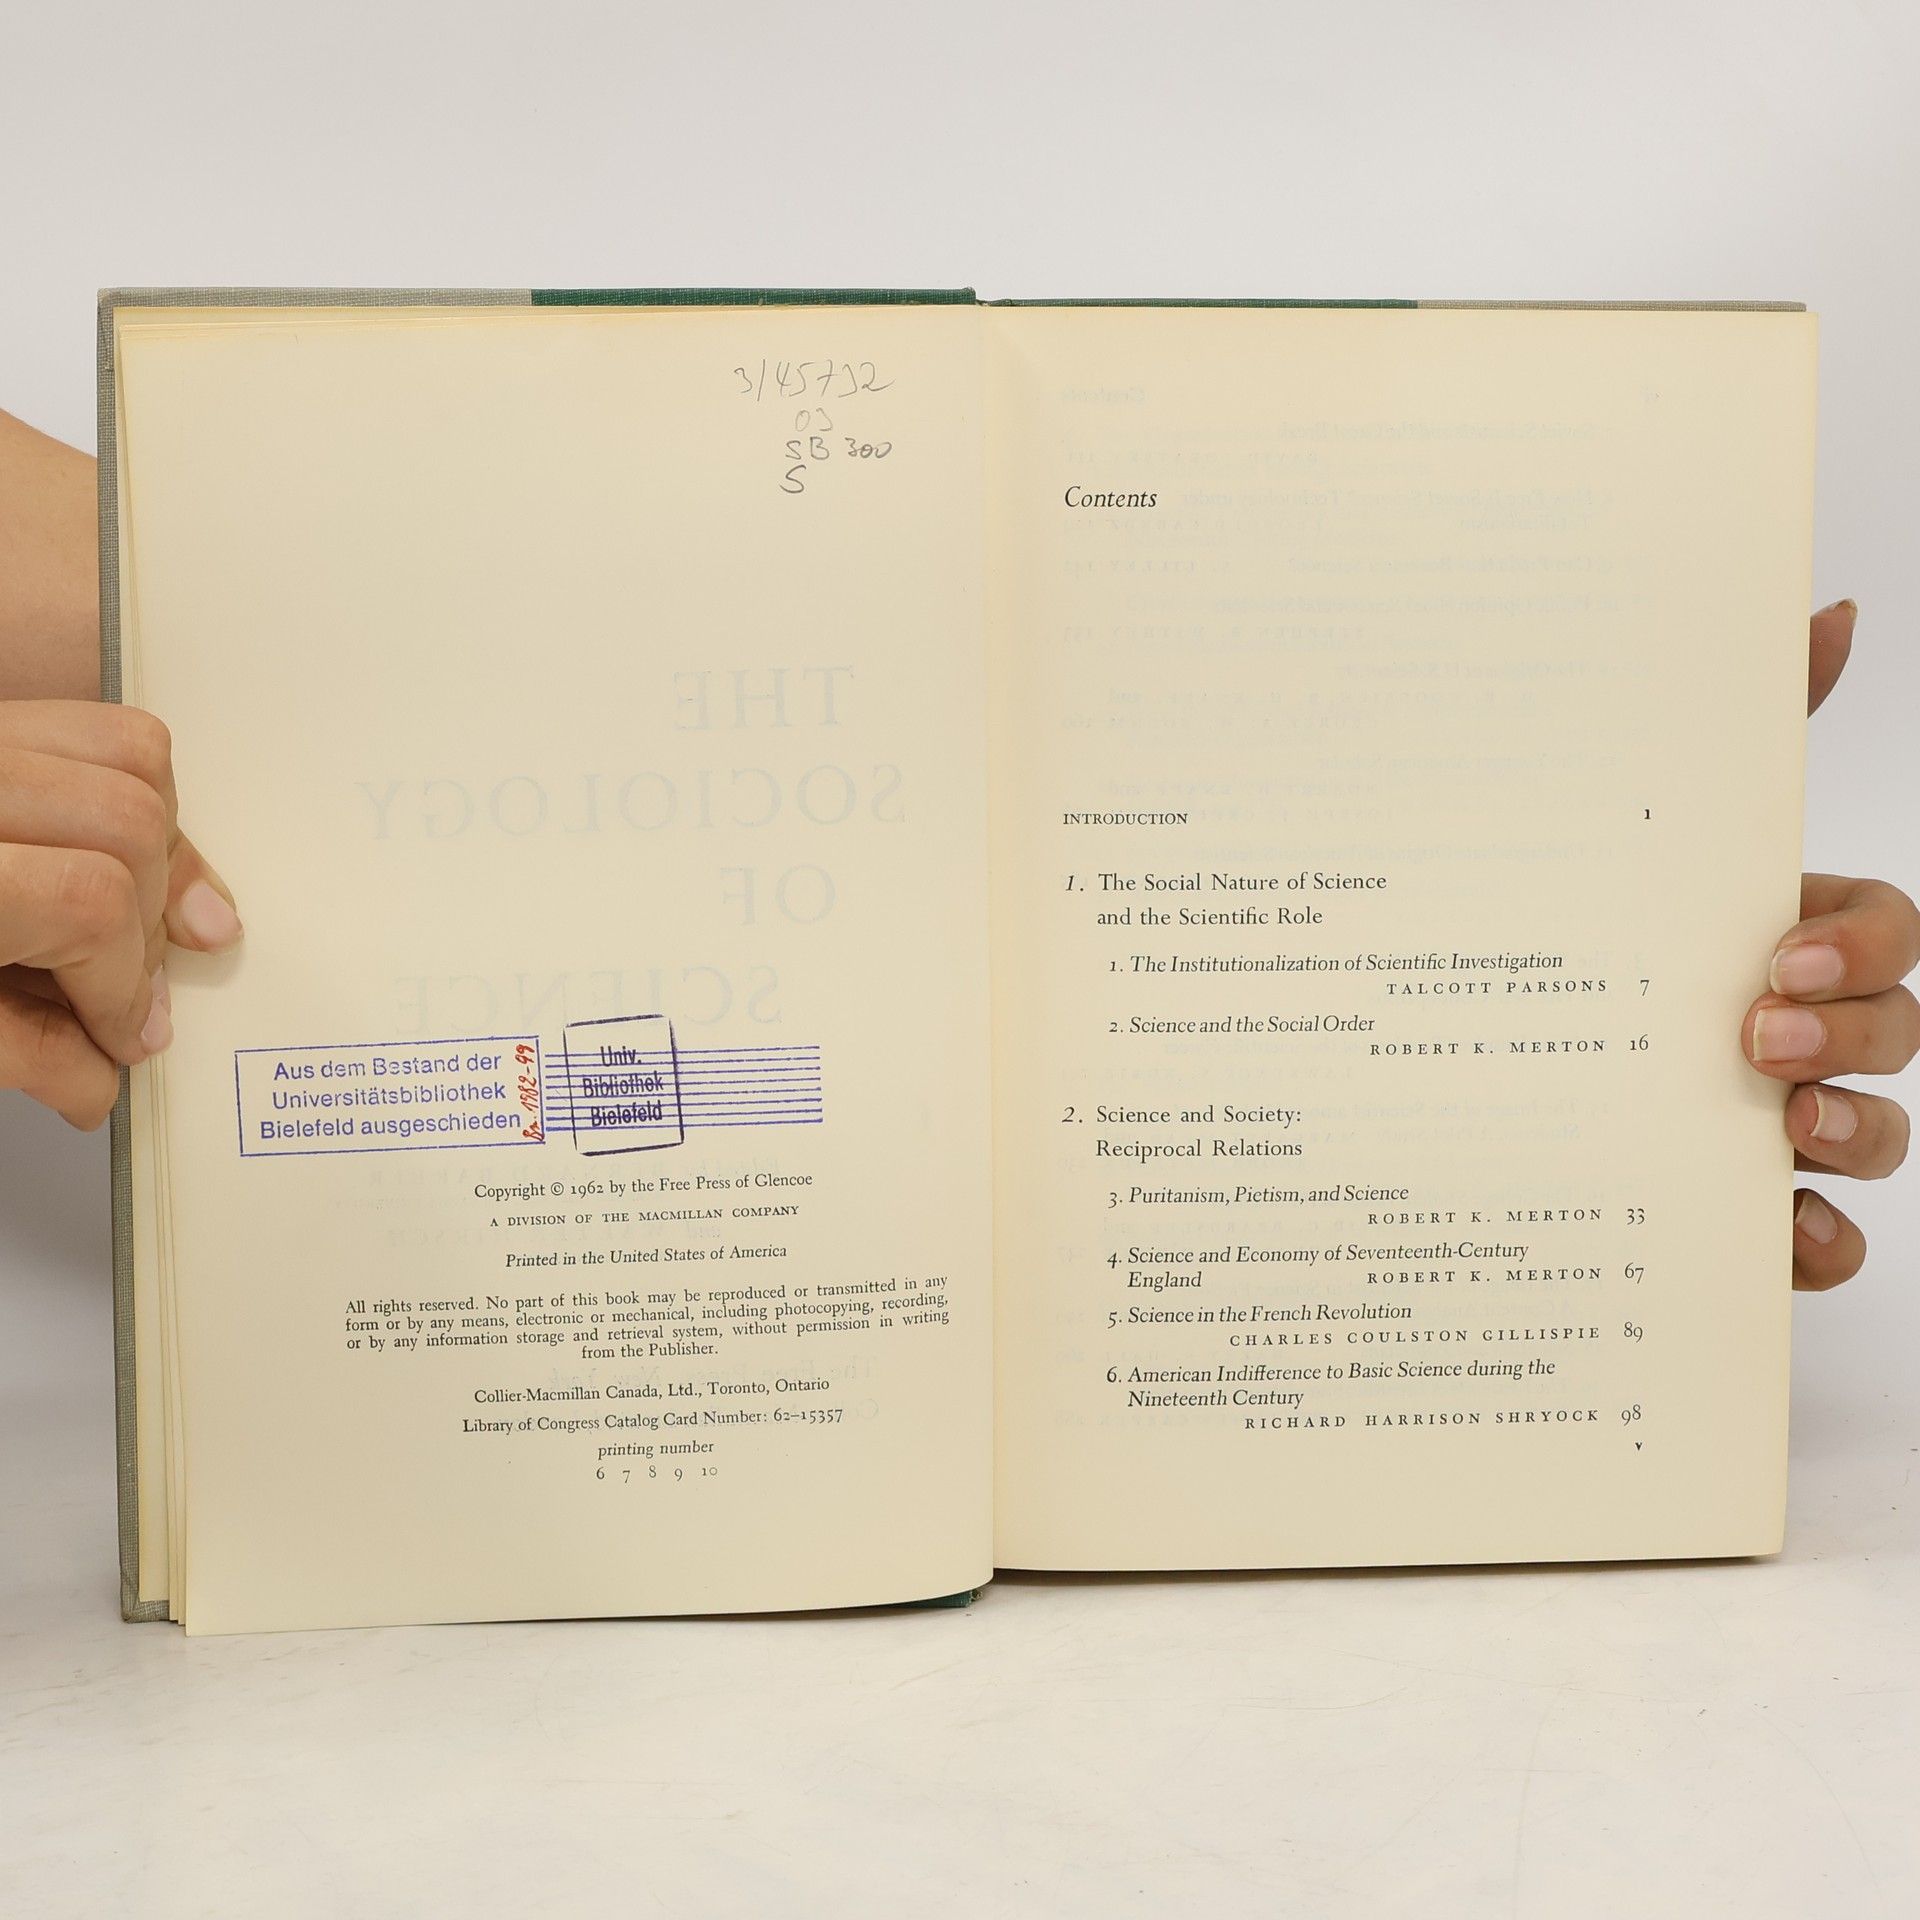 3/45732
03
SB 300
S
THE
SOCIOLOGY
OF
SCIENCE
Aus dem Bestand der
Universitätsbibliothek
Bielefeld ausgeschieden
Univ.
Bibliothek
Bielefeld
Copyright © 1962 by the Free Press of Glencoe
A DIVISION OF THE MACMILLAN COMPANY
Printed in the United States of America
All rights reserved. No part of this book may be reproduced or transmitted in any
form or by any means, electronic or mechanical, including photocopying, recording,
or by any information storage and retrieval system, without permission in writing
from the Publisher.
Collier-Macmillan Canada, Ltd., Toronto, Ontario
Library of Congress Catalog Card Number: 62-15357
printing number
6 7 8 9 10
Contents
INTRODUCTION 1
1. The Social Nature of Science
and the Scientific Role
1. The Institutionalization of Scientific Investigation
TALCOTT PARSONS 7
2. Science and the Social Order
ROBERT K. MERTON 16
2. Science and Society:
Reciprocal Relations
3. Puritanism, Pietism, and Science
ROBERT K. MERTON 33
4. Science and Economy of Seventeenth-Century
England ROBERT K. MERTON 67
5. Science in the French Revolution
CHARLES COULSTON GILLISPIE 89
6. American Indifference to Basic Science during the
Nineteenth Century
RICHARD HARRISON SHRYOCK 98
v